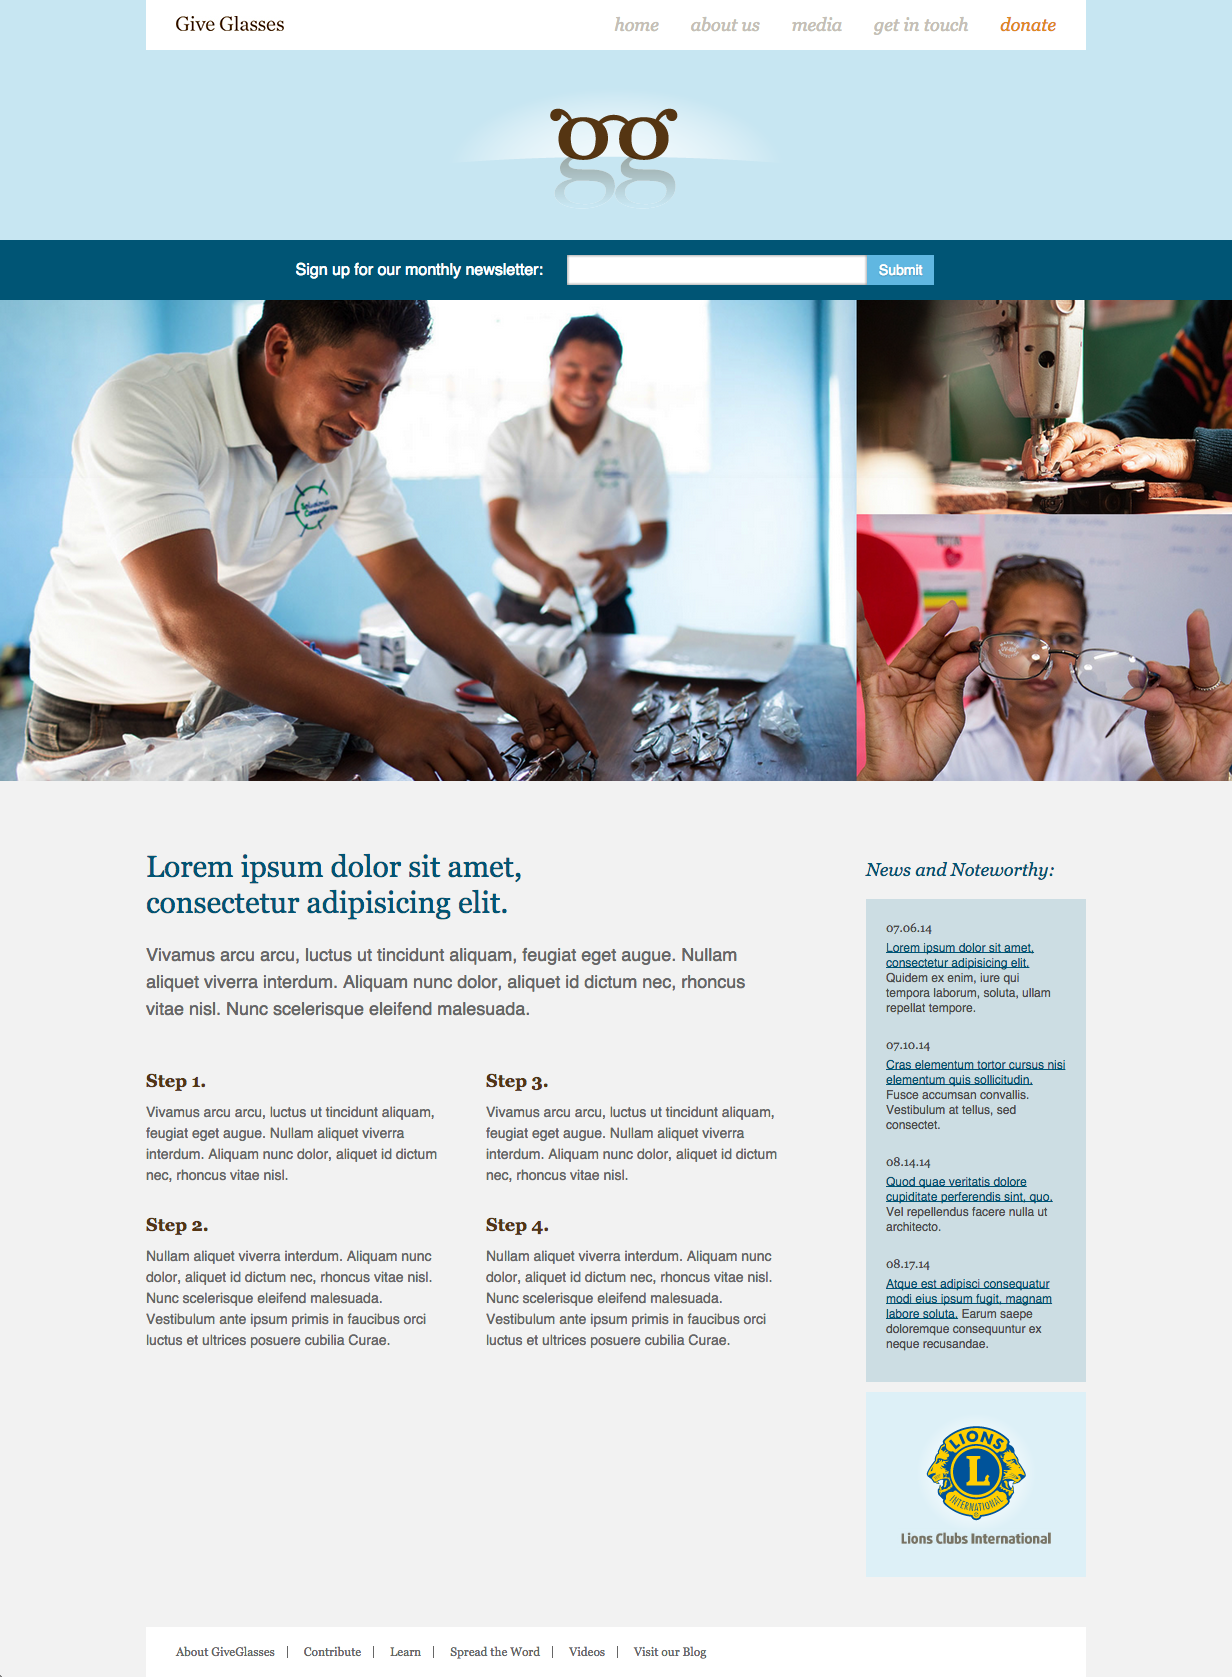 Give Glasses
home about us media get in touch donate
gg
Sign up for our monthly newsletter:
Submit
Lorem ipsum dolor sit amet,
consectetur adipisicing elit.
Vivamus arcu arcu, luctus ut tincidunt aliquam, feugiat eget augue. Nullam
aliquet viverra interdum. Aliquam nunc dolor, aliquet id dictum nec, rhoncus
vitae nisl. Nunc scelerisque eleifend malesuada.
Step 1.
Vivamus arcu arcu, luctus ut tincidunt aliquam,
feugiat eget augue. Nullam aliquet viverra
interdum. Aliquam nunc dolor, aliquet id dictum
nec, rhoncus vitae nisl.
Step 2.
Nullam aliquet viverra interdum. Aliquam nunc
dolor, aliquet id dictum nec, rhoncus vitae nisl.
Nunc scelerisque eleifend malesuada.
Vestibulum ante ipsum primis in faucibus orci
luctus et ultrices posuere cubilia Curae.
Step 3.
Vivamus arcu arcu, luctus ut tincidunt aliquam,
feugiat eget augue. Nullam aliquet viverra
interdum. Aliquam nunc dolor, aliquet id dictum
nec, rhoncus vitae nisl.
Step 4.
Nullam aliquet viverra interdum. Aliquam nunc
dolor, aliquet id dictum nec, rhoncus vitae nisl.
Nunc scelerisque eleifend malesuada.
Vestibulum ante ipsum primis in faucibus orci
luctus et ultrices posuere cubilia Curae.
News and Noteworthy:
07.06.14
Lorem ipsum dolor sit amet,
consectetur adipisicing elit.
Quidem ex enim, iure qui
tempora laborum, soluta, ullam
repellat tempore.
07.10.14
Cras elementum tortor cursus nisi
elementum quis sollicitudin.
Fusce accumsan convallis.
Vestibulum at tellus, sed
consectet.
08.14.14
Quod quae veritatis dolore
cupiditate perferendis sint, quo.
Vel repellendus facere nulla ut
architecto.
08.17.14
Atque est adipisci consequatur
modi eius ipsum fugit, magnam
labore soluta. Earum saepe
doloremque consequuntur ex
neque recusandae.
LIONS
L
INTERNATIONAL
Lions Clubs International
About GiveGlasses | Contribute | Learn | Spread the Word | Videos | Visit our Blog